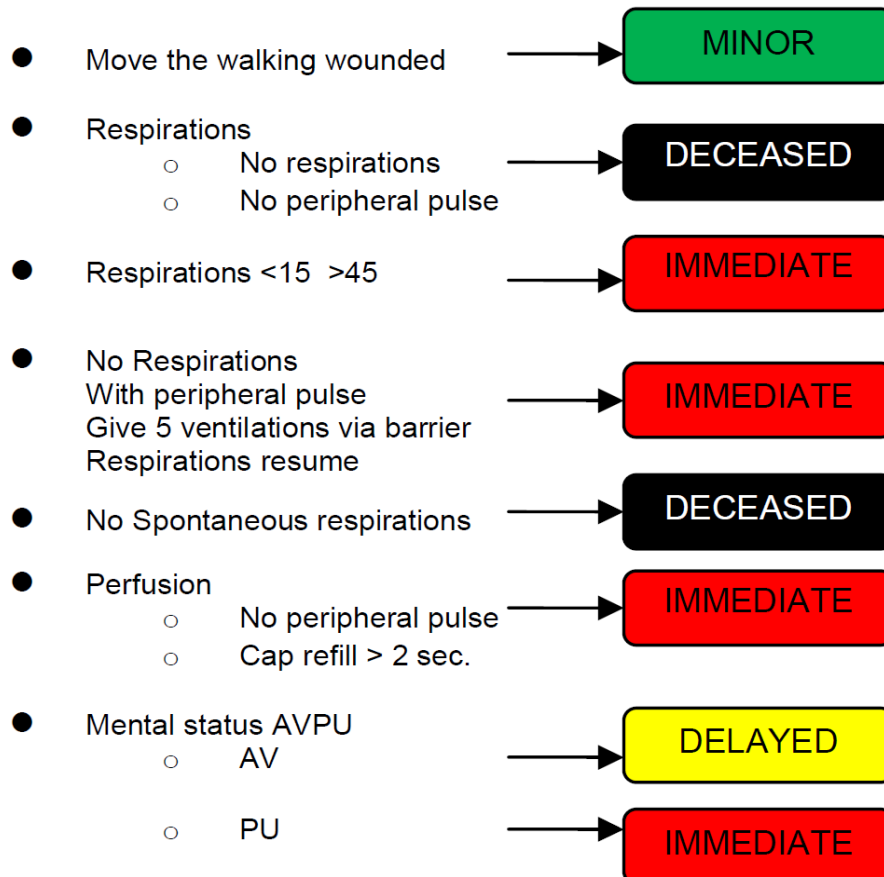 Move the walking wounded
MINOR
Respirations
No respirations
DECEASED
No peripheral pulse
Respirations <15 >45
IMMEDIATE
No Respirations
With peripheral pulse
IMMEDIATE
Give 5 ventilations via barrier
Respirations resume
No Spontaneous respirations
DECEASED
Perfusion
No peripheral pulse
IMMEDIATE
Cap refill > 2 sec.
Mental status AVPU
AV
DELAYED
PU
IMMEDIATE